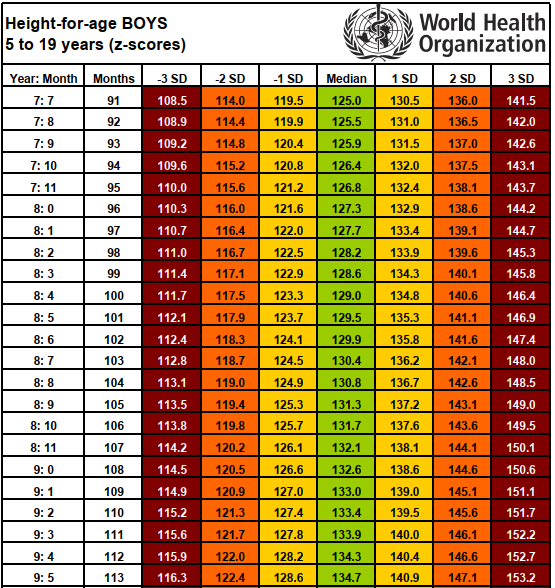 Height-for-age BOYS
5 to 19 years (z-scores)
World Health
Organization
Year: Month Months -3 SD -2 SD -1 SD Median 1 SD 2 SD 3 SD
7: 7 91 108.5 114.0 119.5 125.0 130.5 136.0 141.5
7: 8 92 108.9 114.4 119.9 125.5 131.0 136.5 142.0
7: 9 93 109.2 114.8 120.4 125.9 131.5 137.0 142.6
7: 10 94 109.6 115.2 120.8 126.4 132.0 137.5 143.1
7: 11 95 110.0 115.6 121.2 126.8 132.4 138.1 143.7
8: 0 96 110.3 116.0 121.6 127.3 132.9 138.6 144.2
8: 1 97 110.7 116.4 122.0 127.7 133.4 139.1 144.7
8: 2 98 111.0 116.7 122.5 128.2 133.9 139.6 145.3
8: 3 99 111.4 117.1 122.9 128.6 134.3 140.1 145.8
8: 4 100 111.7 117.5 123.3 129.0 134.8 140.6 146.4
8: 5 101 112.1 117.9 123.7 129.5 135.3 141.1 146.9
8: 6 102 112.4 118.3 124.1 129.9 135.8 141.6 147.4
8: 7 103 112.8 118.7 124.5 130.4 136.2 142.1 148.0
8: 8 104 113.1 119.0 124.9 130.8 136.7 142.6 148.5
8: 9 105 113.5 119.4 125.3 131.3 137.2 143.1 149.0
8: 10 106 113.8 119.8 125.7 131.7 137.6 143.6 149.5
8: 11 107 114.2 120.2 126.1 132.1 138.1 144.1 150.1
9: 0 108 114.5 120.5 126.6 132.6 138.6 144.6 150.6
9: 1 109 114.9 120.9 127.0 133.0 139.0 145.1 151.1
9: 2 110 115.2 121.3 127.4 133.4 139.5 145.6 151.7
9: 3 111 115.6 121.7 127.8 133.9 140.0 146.1 152.2
9: 4 112 115.9 122.0 128.2 134.3 140.4 146.6 152.7
9: 5 113 116.3 122.4 128.6 134.7 140.9 147.1 153.2